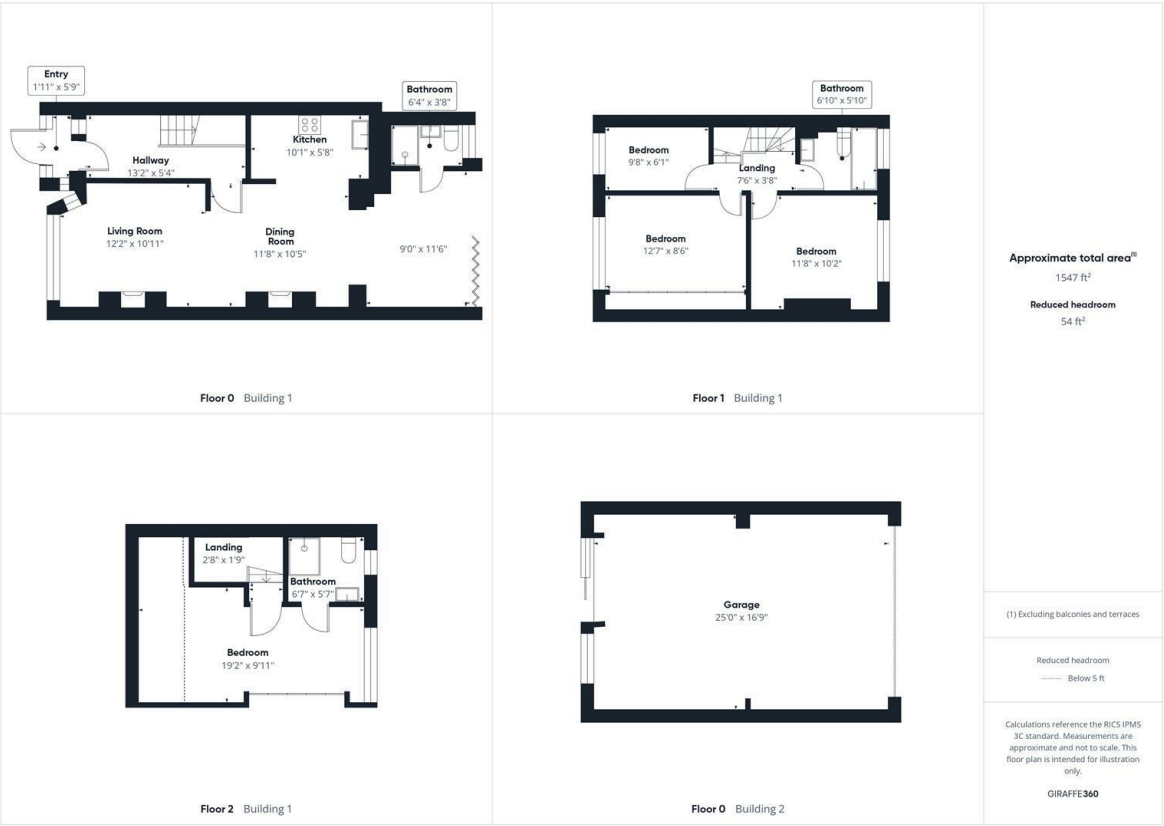 Entry
1'11" x 5'9"
Bathroom
6'4" x 3'8"
Kitchen
10'1" x 5'8"
Hallway
13'2" x 5'4"
Living Room
12'2" x 10'11"
Dining
Room
11'8" x 10'5"
9'0" x 11'6"
Floor 0 Building 1
Bathroom
6'10" x 5'10"
Bedroom
9'8" x 6'1"
Landing
7'6" x 3'8"
Bedroom
12'7" x 8'6"
Bedroom
11'8" x 10'2"
Floor 1 Building 1
Approximate total area(1)
1547 ft²
Reduced headroom
54 ft²
Landing
2'8" x 1'9"
Bathroom
6'7" x 5'7"
Bedroom
19'2" x 9'11"
Floor 2 Building 1
Garage
25'0" x 16'9"
Floor 0 Building 2
(1) Excluding balconies and terraces
Reduced headroom
Below 5 ft
Calculations reference the RICS IPMS
3C standard. Measurements are
approximate and not to scale. This
floor plan is intended for illustration
only.
GIRAFFE360